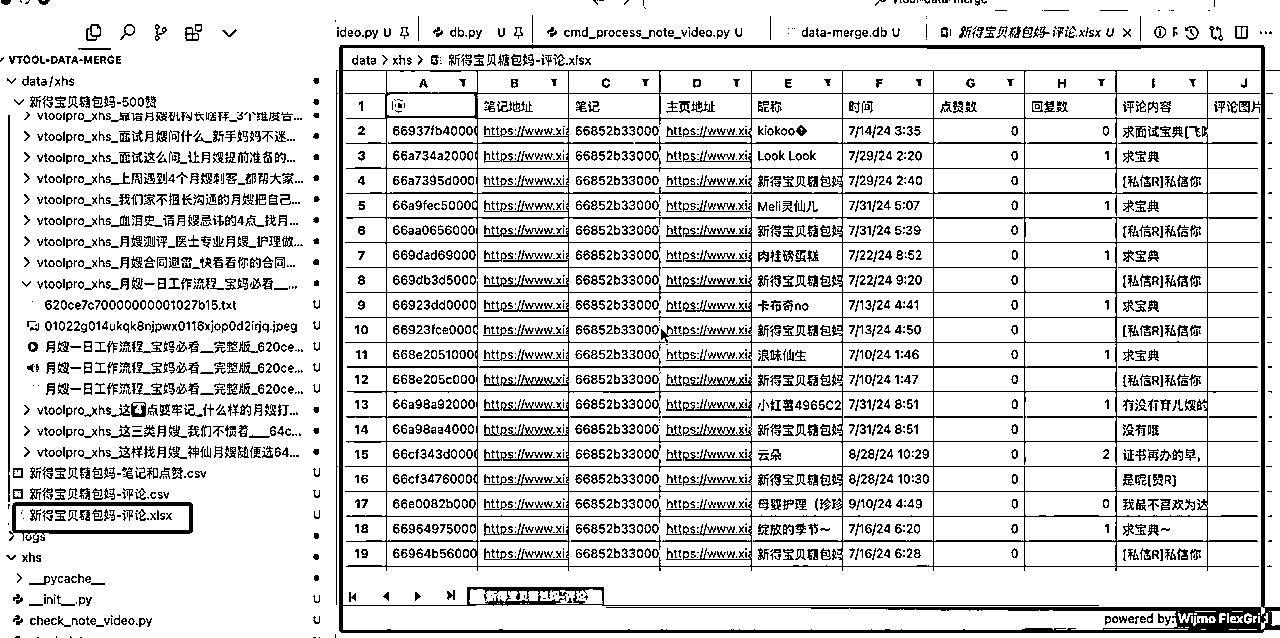 vtool-data-merge
ideo.py U
db.py U
cmd_process_note_video.py U
data-merge.db U
新得宝贝糖包妈-评论.xlsx U
VTOOL-DATA-MERGE
data/xhs
新得宝贝糖包妈-500赞
vtoolpro_xhs_靠谱月嫂机构长啥样_3个维度告...
vtoolpro_xhs_面试月嫂问什么_新手妈妈不迷...
vtoolpro_xhs_面试这么问_让月嫂提前准备的...
vtoolpro_xhs_上周遇到4个月嫂刺客_都帮大家...
vtoolpro_xhs_我们家不擅长沟通的月嫂把自己...
vtoolpro_xhs_血泪史_请月嫂忌讳的4点_找月...
vtoolpro_xhs_月嫂测评_医士专业月嫂_护理做...
vtoolpro_xhs_月嫂合同避雷_快看看你的合同...
vtoolpro_xhs_月嫂一日工作流程_宝妈必看__...
620ce7c70000000001027b15.txt U
01022g014ukqk8njpwx0116xjop0d2irjq.jpeg U
月嫂一日工作流程_宝妈必看__完整版_620ce... U
月嫂一日工作流程_宝妈必看__完整版_620ce... U
月嫂一日工作流程_宝妈必看__完整版_620ce... U
vtoolpro_xhs_这4点要牢记_什么样的月嫂打...
vtoolpro_xhs_这三类月嫂_我们不惯着___64c...
vtoolpro_xhs_这样找月嫂_神仙月嫂随便选64...
新得宝贝糖包妈-笔记和点赞.csv U
新得宝贝糖包妈-评论.csv U
新得宝贝糖包妈-评论.xlsx U
logs
xhs
__pycache__
__init__.py U
check_note_video.py U
data > xhs > 新得宝贝糖包妈-评论.xlsx
A B C D E F G H I J
1 笔记地址 笔记 主页地址 昵称 时间 点赞数 回复数 评论内容 评论图片
2 66937fb40000 https://www.xia 66852b33000 https://www.xia kiokoo� 7/14/24 3:35 0 0 求面试宝典[飞吻
3 66a734a2000 https://www.xia 66852b33000 https://www.xia Look Look 7/29/24 2:20 0 1 求宝典
4 66a7395d000 https://www.xia 66852b33000 https://www.xia 新得宝贝糖包妈 7/29/24 2:40 0 [私信R]私信你
5 66a9fec50000 https://www.xia 66852b33000 https://www.xia Meli灵仙儿 7/31/24 5:07 0 1 求宝典
6 66aa0656000 https://www.xia 66852b33000 https://www.xia 新得宝贝糖包妈 7/31/24 5:39 0 [私信R]私信你
7 669dad69000 https://www.xia 66852b33000 https://www.xia 肉桂磅蛋糕 7/22/24 8:52 0 1 求宝典
8 669db3d5000 https://www.xia 66852b33000 https://www.xia 新得宝贝糖包妈 7/22/24 9:20 0 [私信R]私信你
9 66923dd0000 https://www.xia 66852b33000 https://www.xia 卡布奇no 7/13/24 4:41 0 1 求宝典
10 66923fce0000 https://www.xia 66852b33000 https://www.xia 新得宝贝糖包妈 7/13/24 4:50 0 [私信R]私信你
11 668e20510000 https://www.xia 66852b33000 https://www.xia 浪味仙生 7/10/24 1:46 0 1 求宝典
12 668e205c0000 https://www.xia 66852b33000 https://www.xia 新得宝贝糖包妈 7/10/24 1:47 0 [私信R]私信你
13 66a98a920000 https://www.xia 66852b33000 https://www.xia 小红薯4965C2 7/31/24 8:51 0 1 有没有育儿嫂的
14 66a98aa40000 https://www.xia 66852b33000 https://www.xia 新得宝贝糖包妈 7/31/24 8:51 0 没有哦
15 66cf343d0000 https://www.xia 66852b33000 https://www.xia 云朵 8/28/24 10:29 0 2 证书再办的早,
16 66cf34760000 https://www.xia 66852b33000 https://www.xia 新得宝贝糖包妈 8/28/24 10:30 0 是呢[赞R]
17 66e0082b0000 https://www.xia 66852b33000 https://www.xia 母婴护理（珍珍 9/10/24 4:49 0 0 我最不喜欢为达
18 669649750000 https://www.xia 66852b33000 https://www.xia 绽放的季节～ 7/16/24 6:20 0 1 求宝典～
19 66964b560000 https://www.xia 66852b33000 https://www.xia 新得宝贝糖包妈 7/16/24 6:28 0 [私信R]私信你
新得宝贝糖包妈-评论
powered by: Wijmo FlexGrid